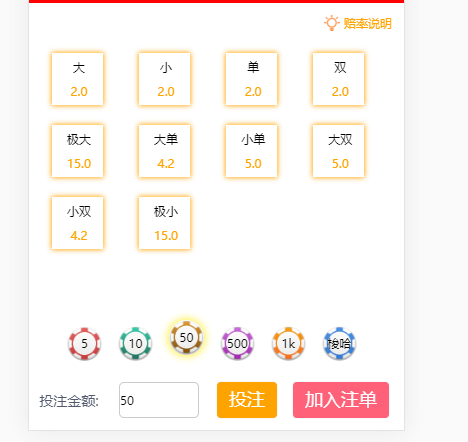 赔率说明
大 小 单 双
2.0 2.0 2.0 2.0
极大 大单 小单 大双
15.0 4.2 5.0 5.0
小双 极小
4.2 15.0
5 10 50 500 1k 梭哈
投注金额: 50 投注 加入注单